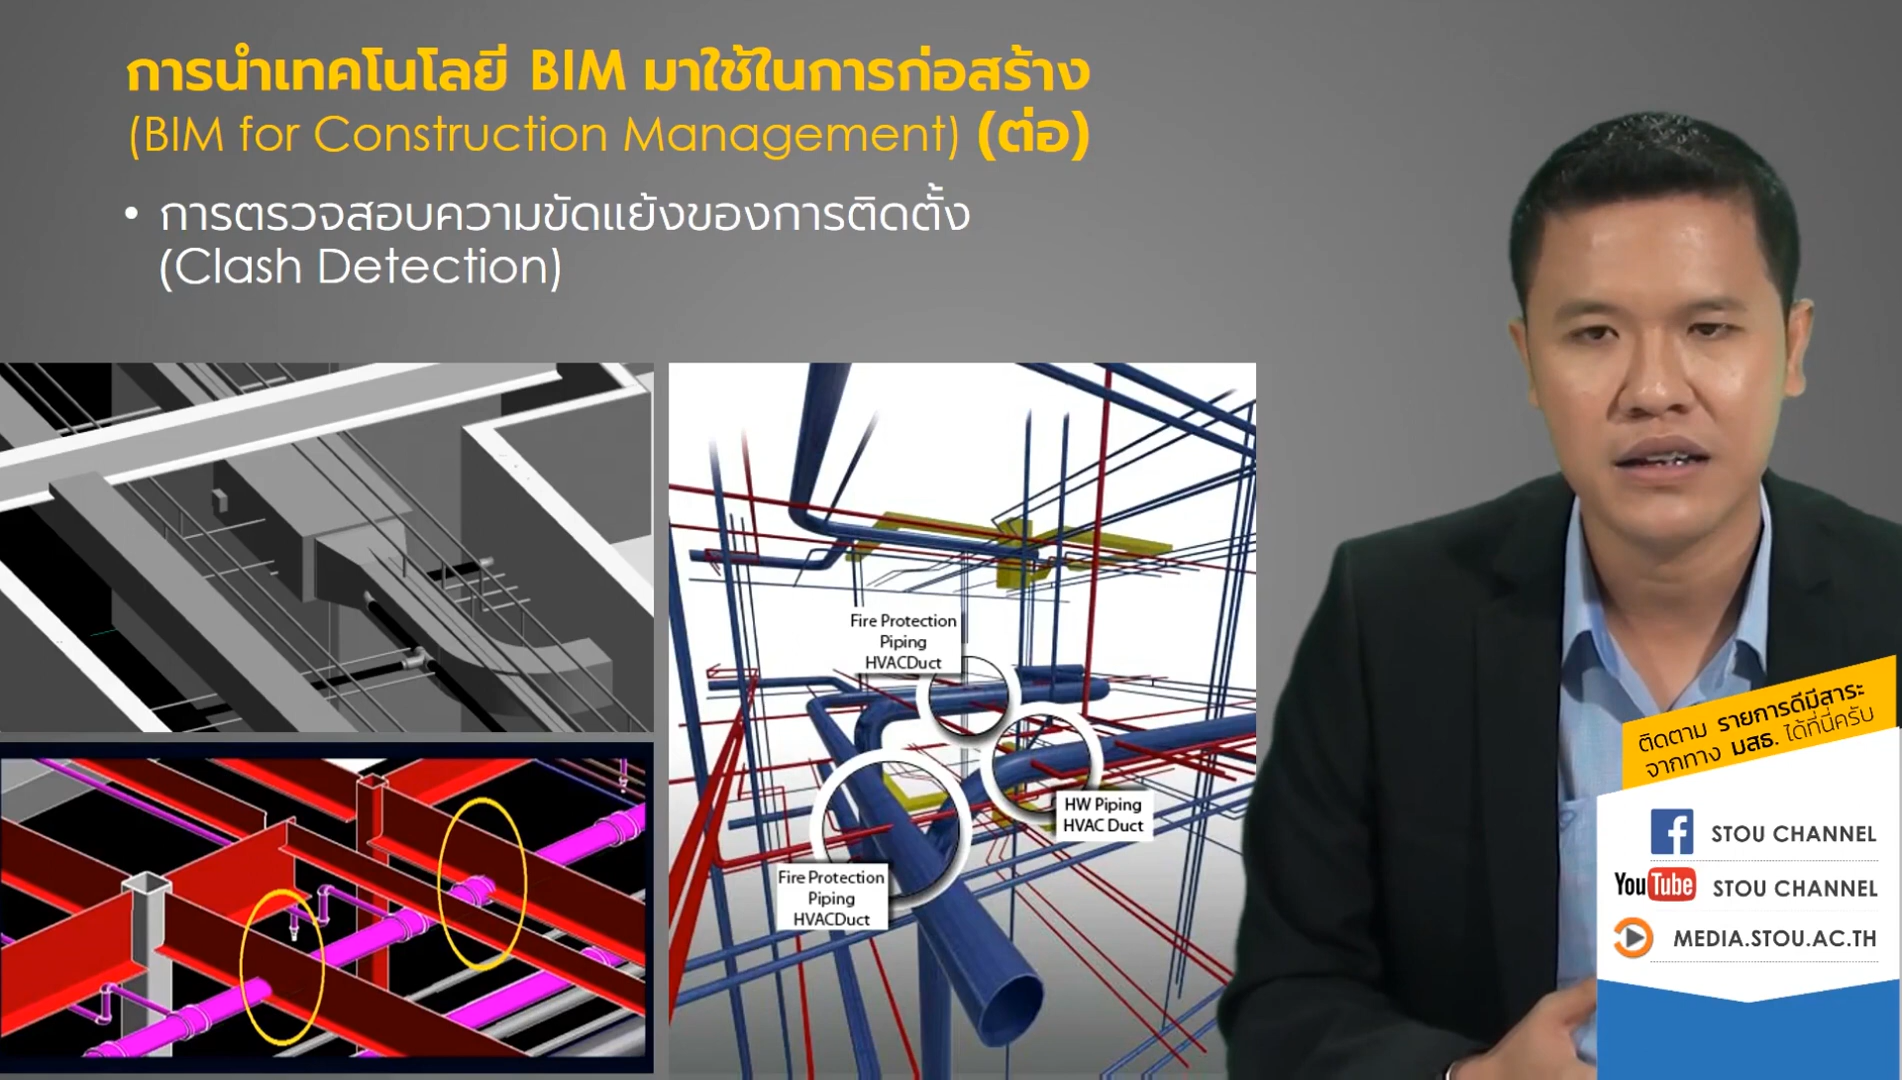 การนำเทคโนโลยี BIM มาใช้ในการก่อสร้าง
(BIM for Construction Management) (ต่อ)
• การตรวจสอบความขัดแย้งของการติดตั้ง
(Clash Detection)
Fire Protection
Piping
HVACDuct
HW Piping
HVAC Duct
Fire Protection
Piping
HVACDuct
ติดตาม รายการดีมีสาระ
จากทาง มสธ. ได้ที่นี่ครับ
f STOU CHANNEL
YouTube STOU CHANNEL
MEDIA.STOU.AC.TH